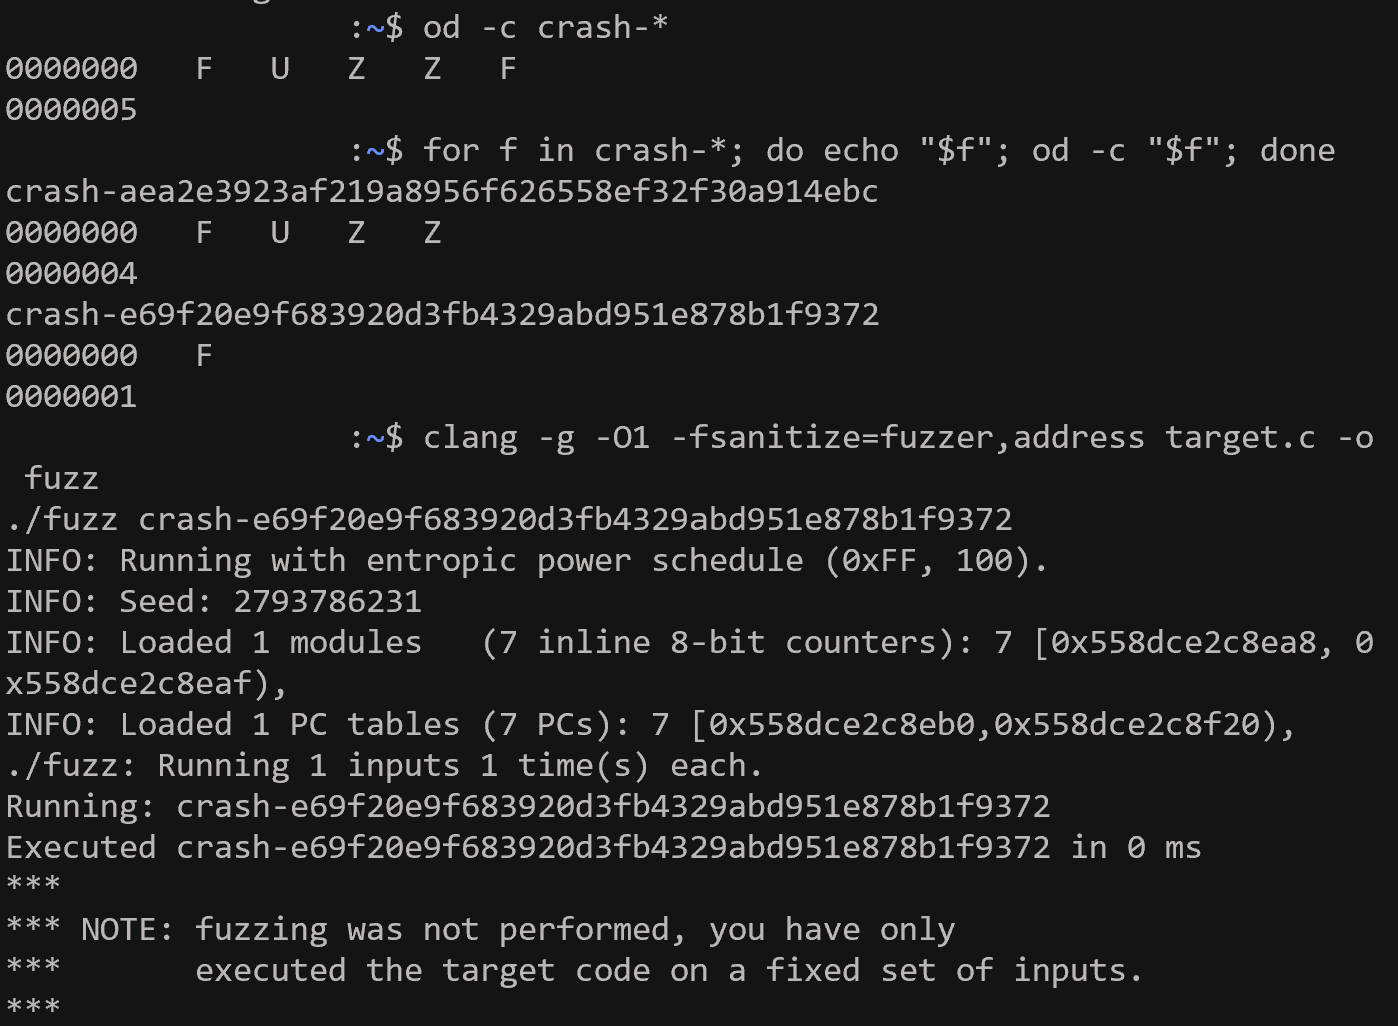 :~$ od -c crash-*
0000000   F   U   Z   Z   F
0000005
:~$ for f in crash-*; do echo "$f"; od -c "$f"; done
crash-aea2e3923af219a8956f626558ef32f30a914ebc
0000000   F   U   Z   Z
0000004
crash-e69f20e9f683920d3fb4329abd951e878b1f9372
0000000   F
0000001
:~$ clang -g -O1 -fsanitize=fuzzer,address target.c -o
 fuzz
./fuzz crash-e69f20e9f683920d3fb4329abd951e878b1f9372
INFO: Running with entropic power schedule (0xFF, 100).
INFO: Seed: 2793786231
INFO: Loaded 1 modules   (7 inline 8-bit counters): 7 [0x558dce2c8ea8, 0
x558dce2c8eaf),
INFO: Loaded 1 PC tables (7 PCs): 7 [0x558dce2c8eb0,0x558dce2c8f20),
./fuzz: Running 1 inputs 1 time(s) each.
Running: crash-e69f20e9f683920d3fb4329abd951e878b1f9372
Executed crash-e69f20e9f683920d3fb4329abd951e878b1f9372 in 0 ms
***
*** NOTE: fuzzing was not performed, you have only
***       executed the target code on a fixed set of inputs.
***